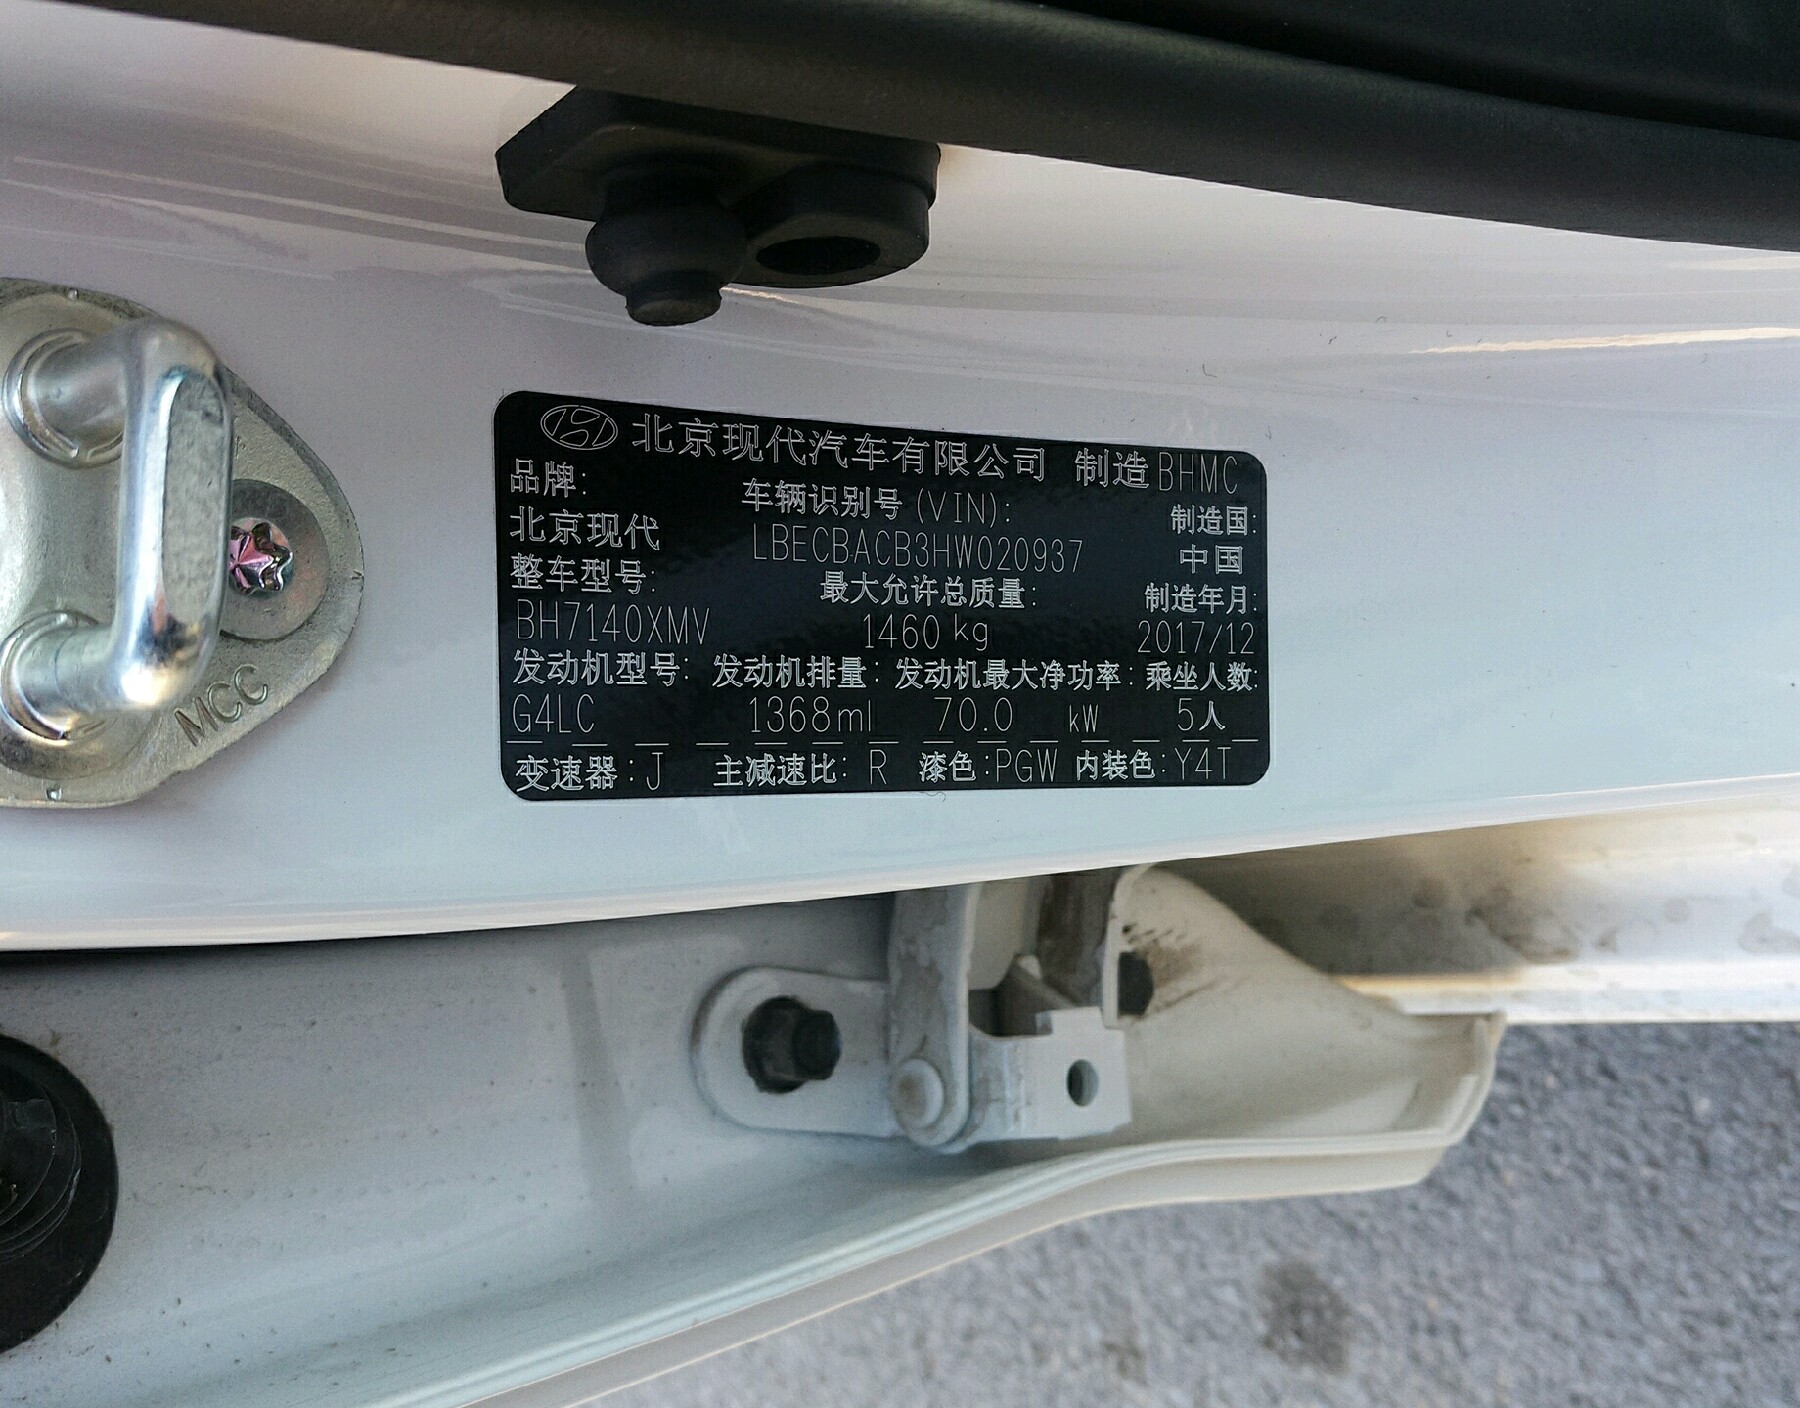 北京现代汽车有限公司 制造 BHMC
品牌: 车辆识别号(VIN): 制造国:
北京现代 LBECBACB3HW020937 中国
整车型号: 最大允许总质量: 制造年月:
BH7140XMV 1460 kg 2017/12
发动机型号: 发动机排量: 发动机最大净功率: 乘坐人数:
G4LC 1368ml 70.0 kW 5人
变速器:J 主减速比: R 漆色:PGW 内装色:Y4T
MCC